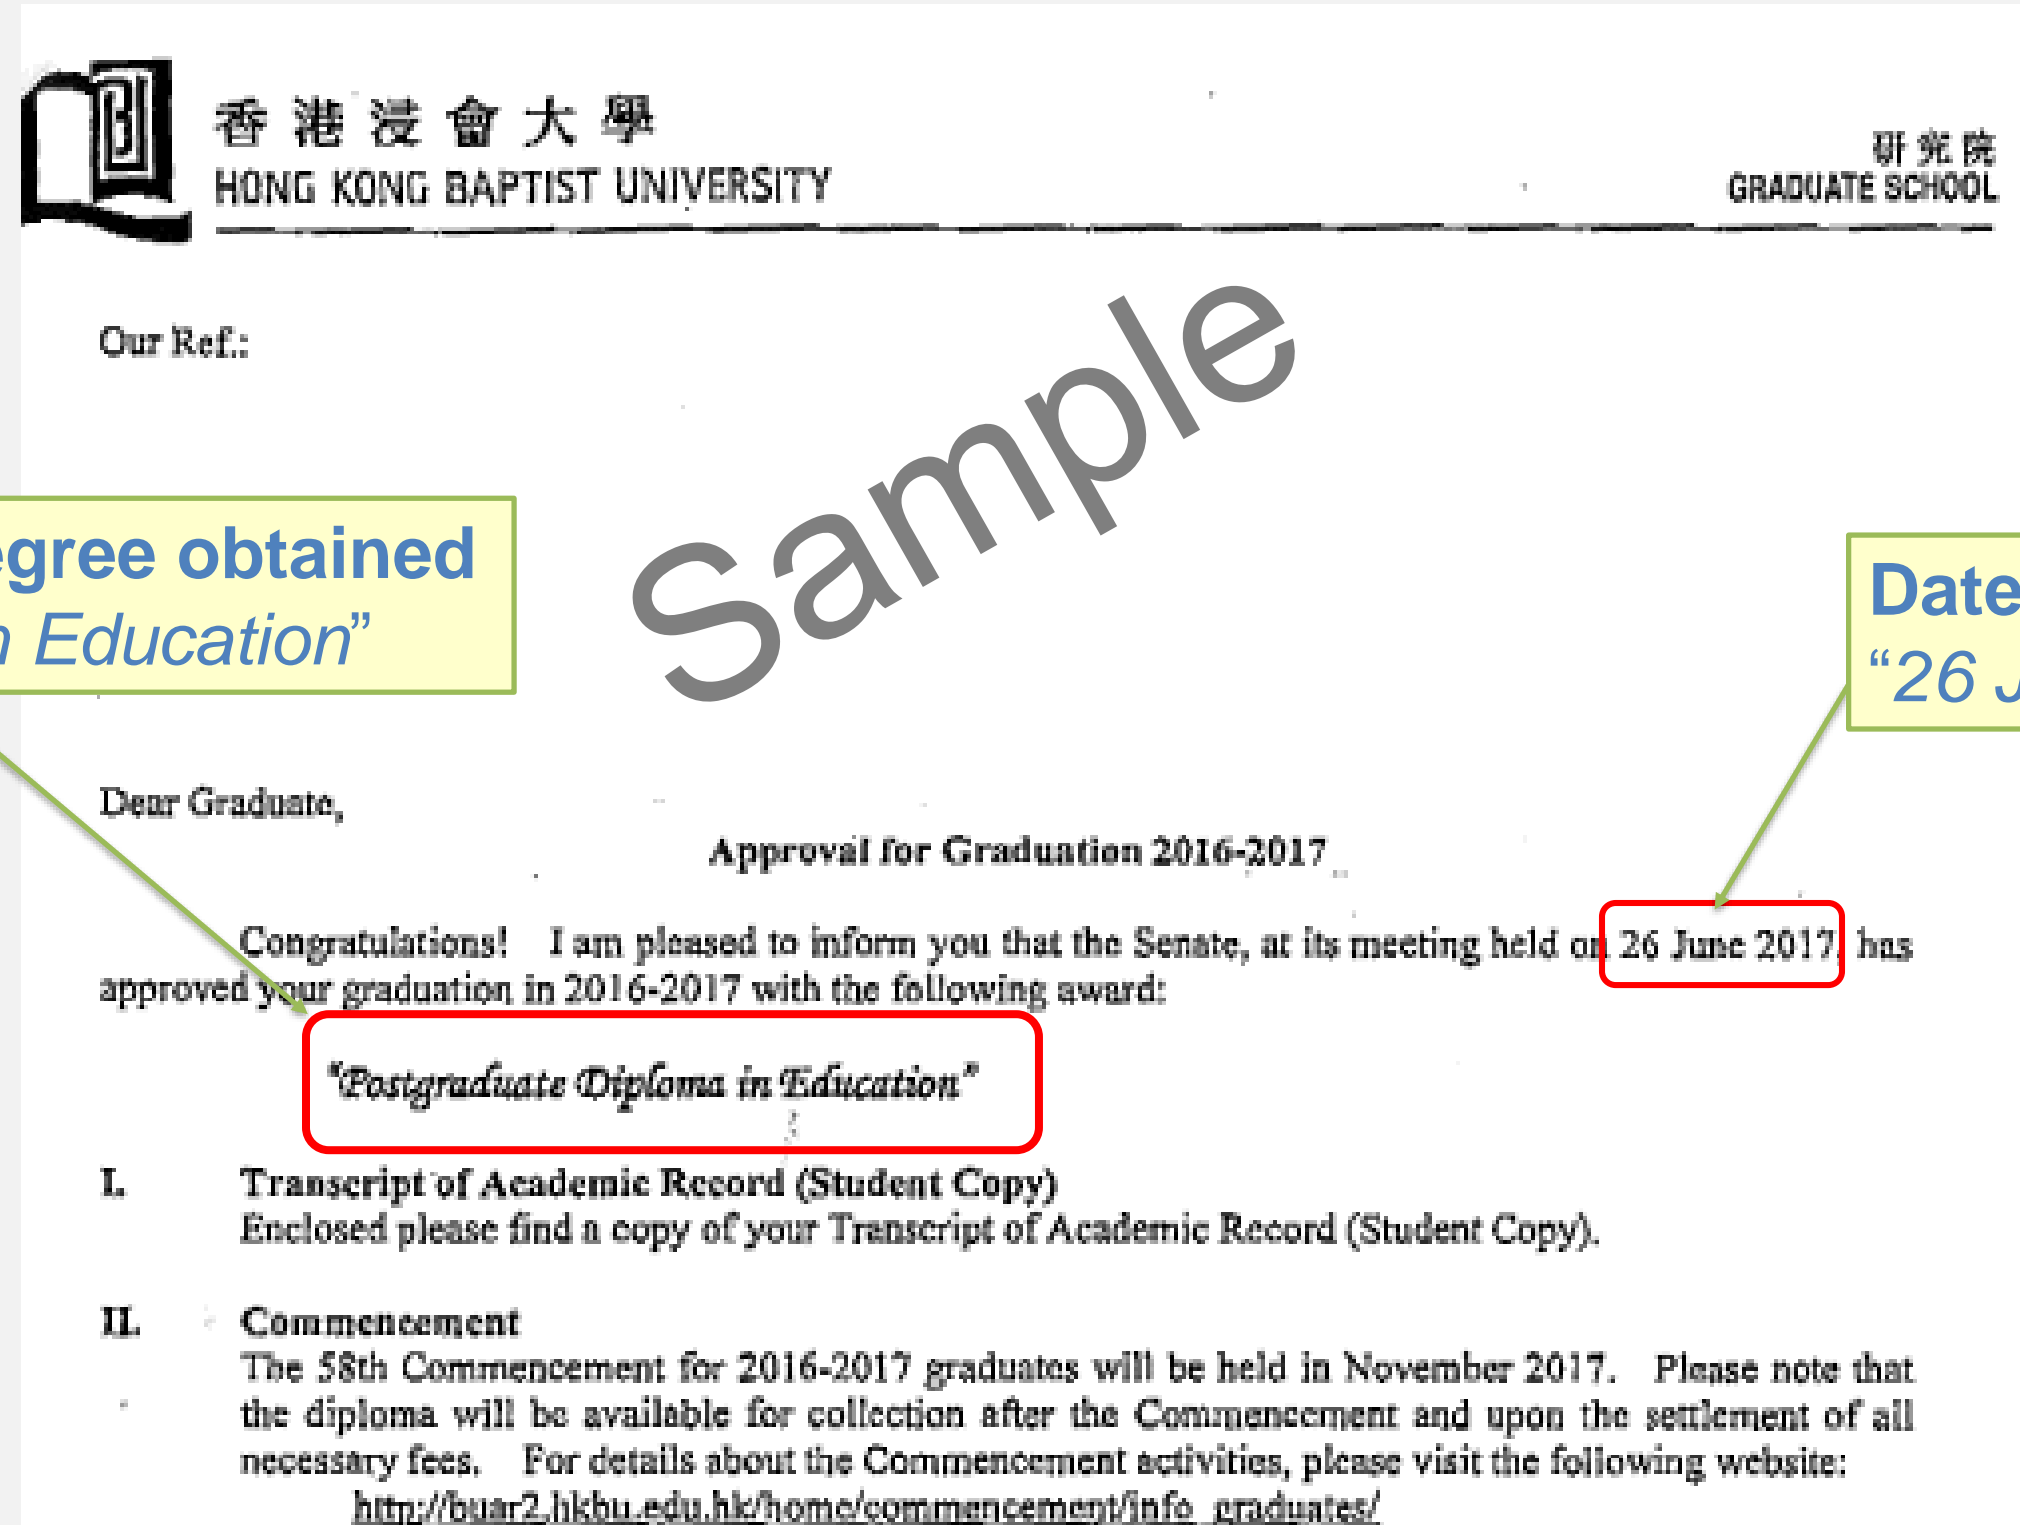 香港浸會大學
HONG KONG BAPTIST UNIVERSITY
研究院
GRADUATE SCHOOL
Our Ref.:
Sample
egree obtained
n Education”
Date
“26 J
Dear Graduate,
Approval for Graduation 2016-2017
Congratulations! I am pleased to inform you that the Senate, at its meeting held on 26 June 2017, has
approved your graduation in 2016-2017 with the following award:
"Postgraduate Diploma in Education"
I. Transcript of Academic Record (Student Copy)
Enclosed please find a copy of your Transcript of Academic Record (Student Copy).
II. Commencement
The 58th Commencement for 2016-2017 graduates will be held in November 2017. Please note that
the diploma will be available for collection after the Commencement and upon the settlement of all
necessary fees. For details about the Commencement activities, please visit the following website:
http://buar2.hkbu.edu.hk/home/commencement/info_graduates/